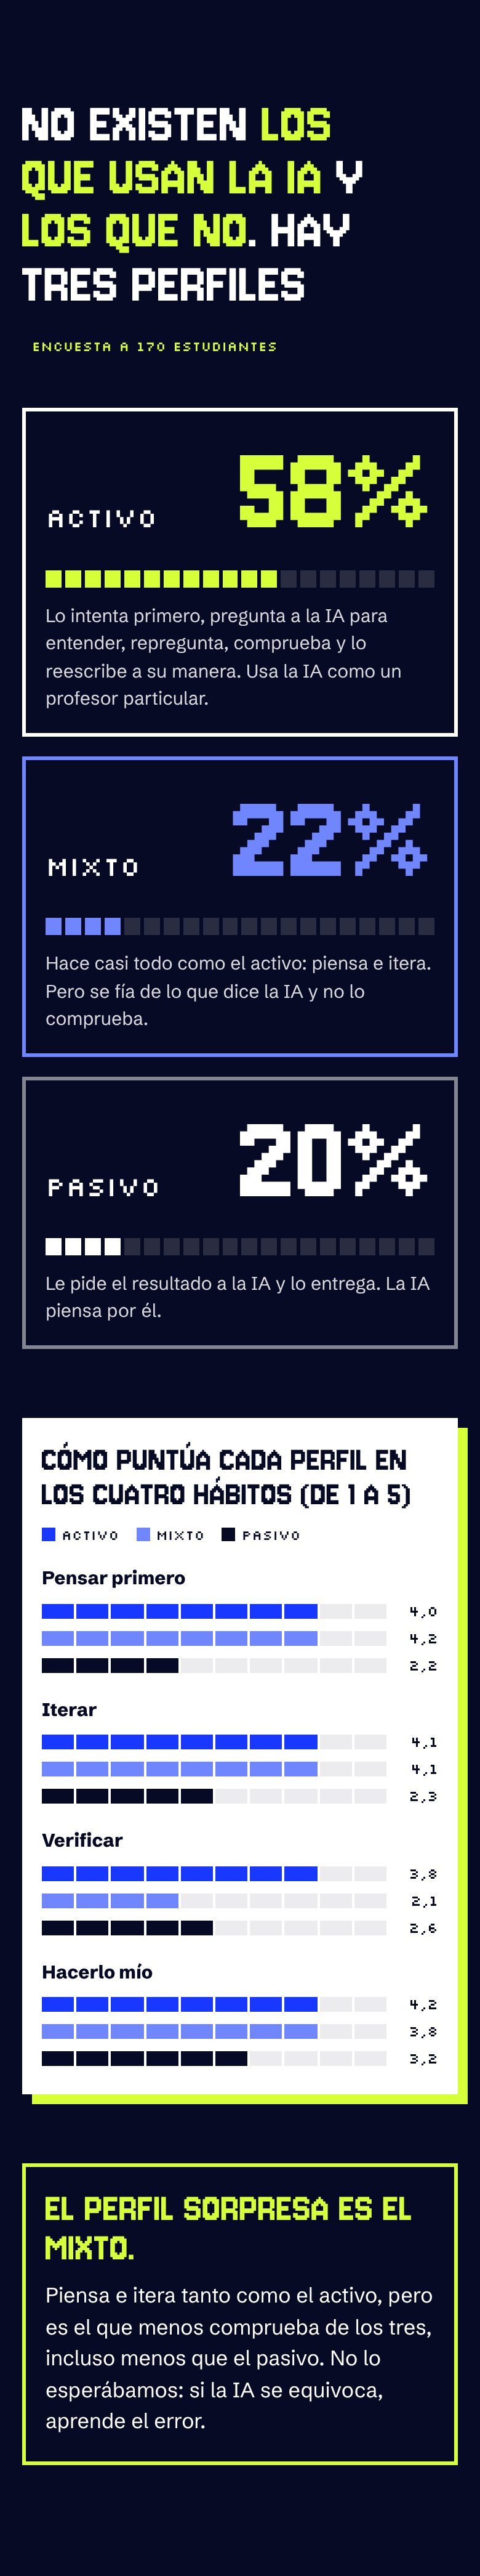 NO EXISTEN LOS
QUE USAN LA IA Y
LOS QUE NO. HAY
TRES PERFILES
ENCUESTA A 170 ESTUDIANTES
ACTIVO 58%
Lo intenta primero, pregunta a la IA para
entender, repregunta, comprueba y lo
reescribe a su manera. Usa la IA como un
profesor particular.
MIXTO 22%
Hace casi todo como el activo: piensa e itera.
Pero se fía de lo que dice la IA y no lo
comprueba.
PASIVO 20%
Le pide el resultado a la IA y lo entrega. La IA
piensa por él.
CÓMO PUNTÚA CADA PERFIL EN
LOS CUATRO HÁBITOS (DE 1 A 5)
ACTIVO MIXTO PASIVO
Pensar primero
4,0
4,2
2,2
Iterar
4,1
4,1
2,3
Verificar
3,8
2,1
2,6
Hacerlo mío
4,2
3,8
3,2
EL PERFIL SORPRESA ES EL
MIXTO.
Piensa e itera tanto como el activo, pero
es el que menos comprueba de los tres,
incluso menos que el pasivo. No lo
esperábamos: si la IA se equivoca,
aprende el error.